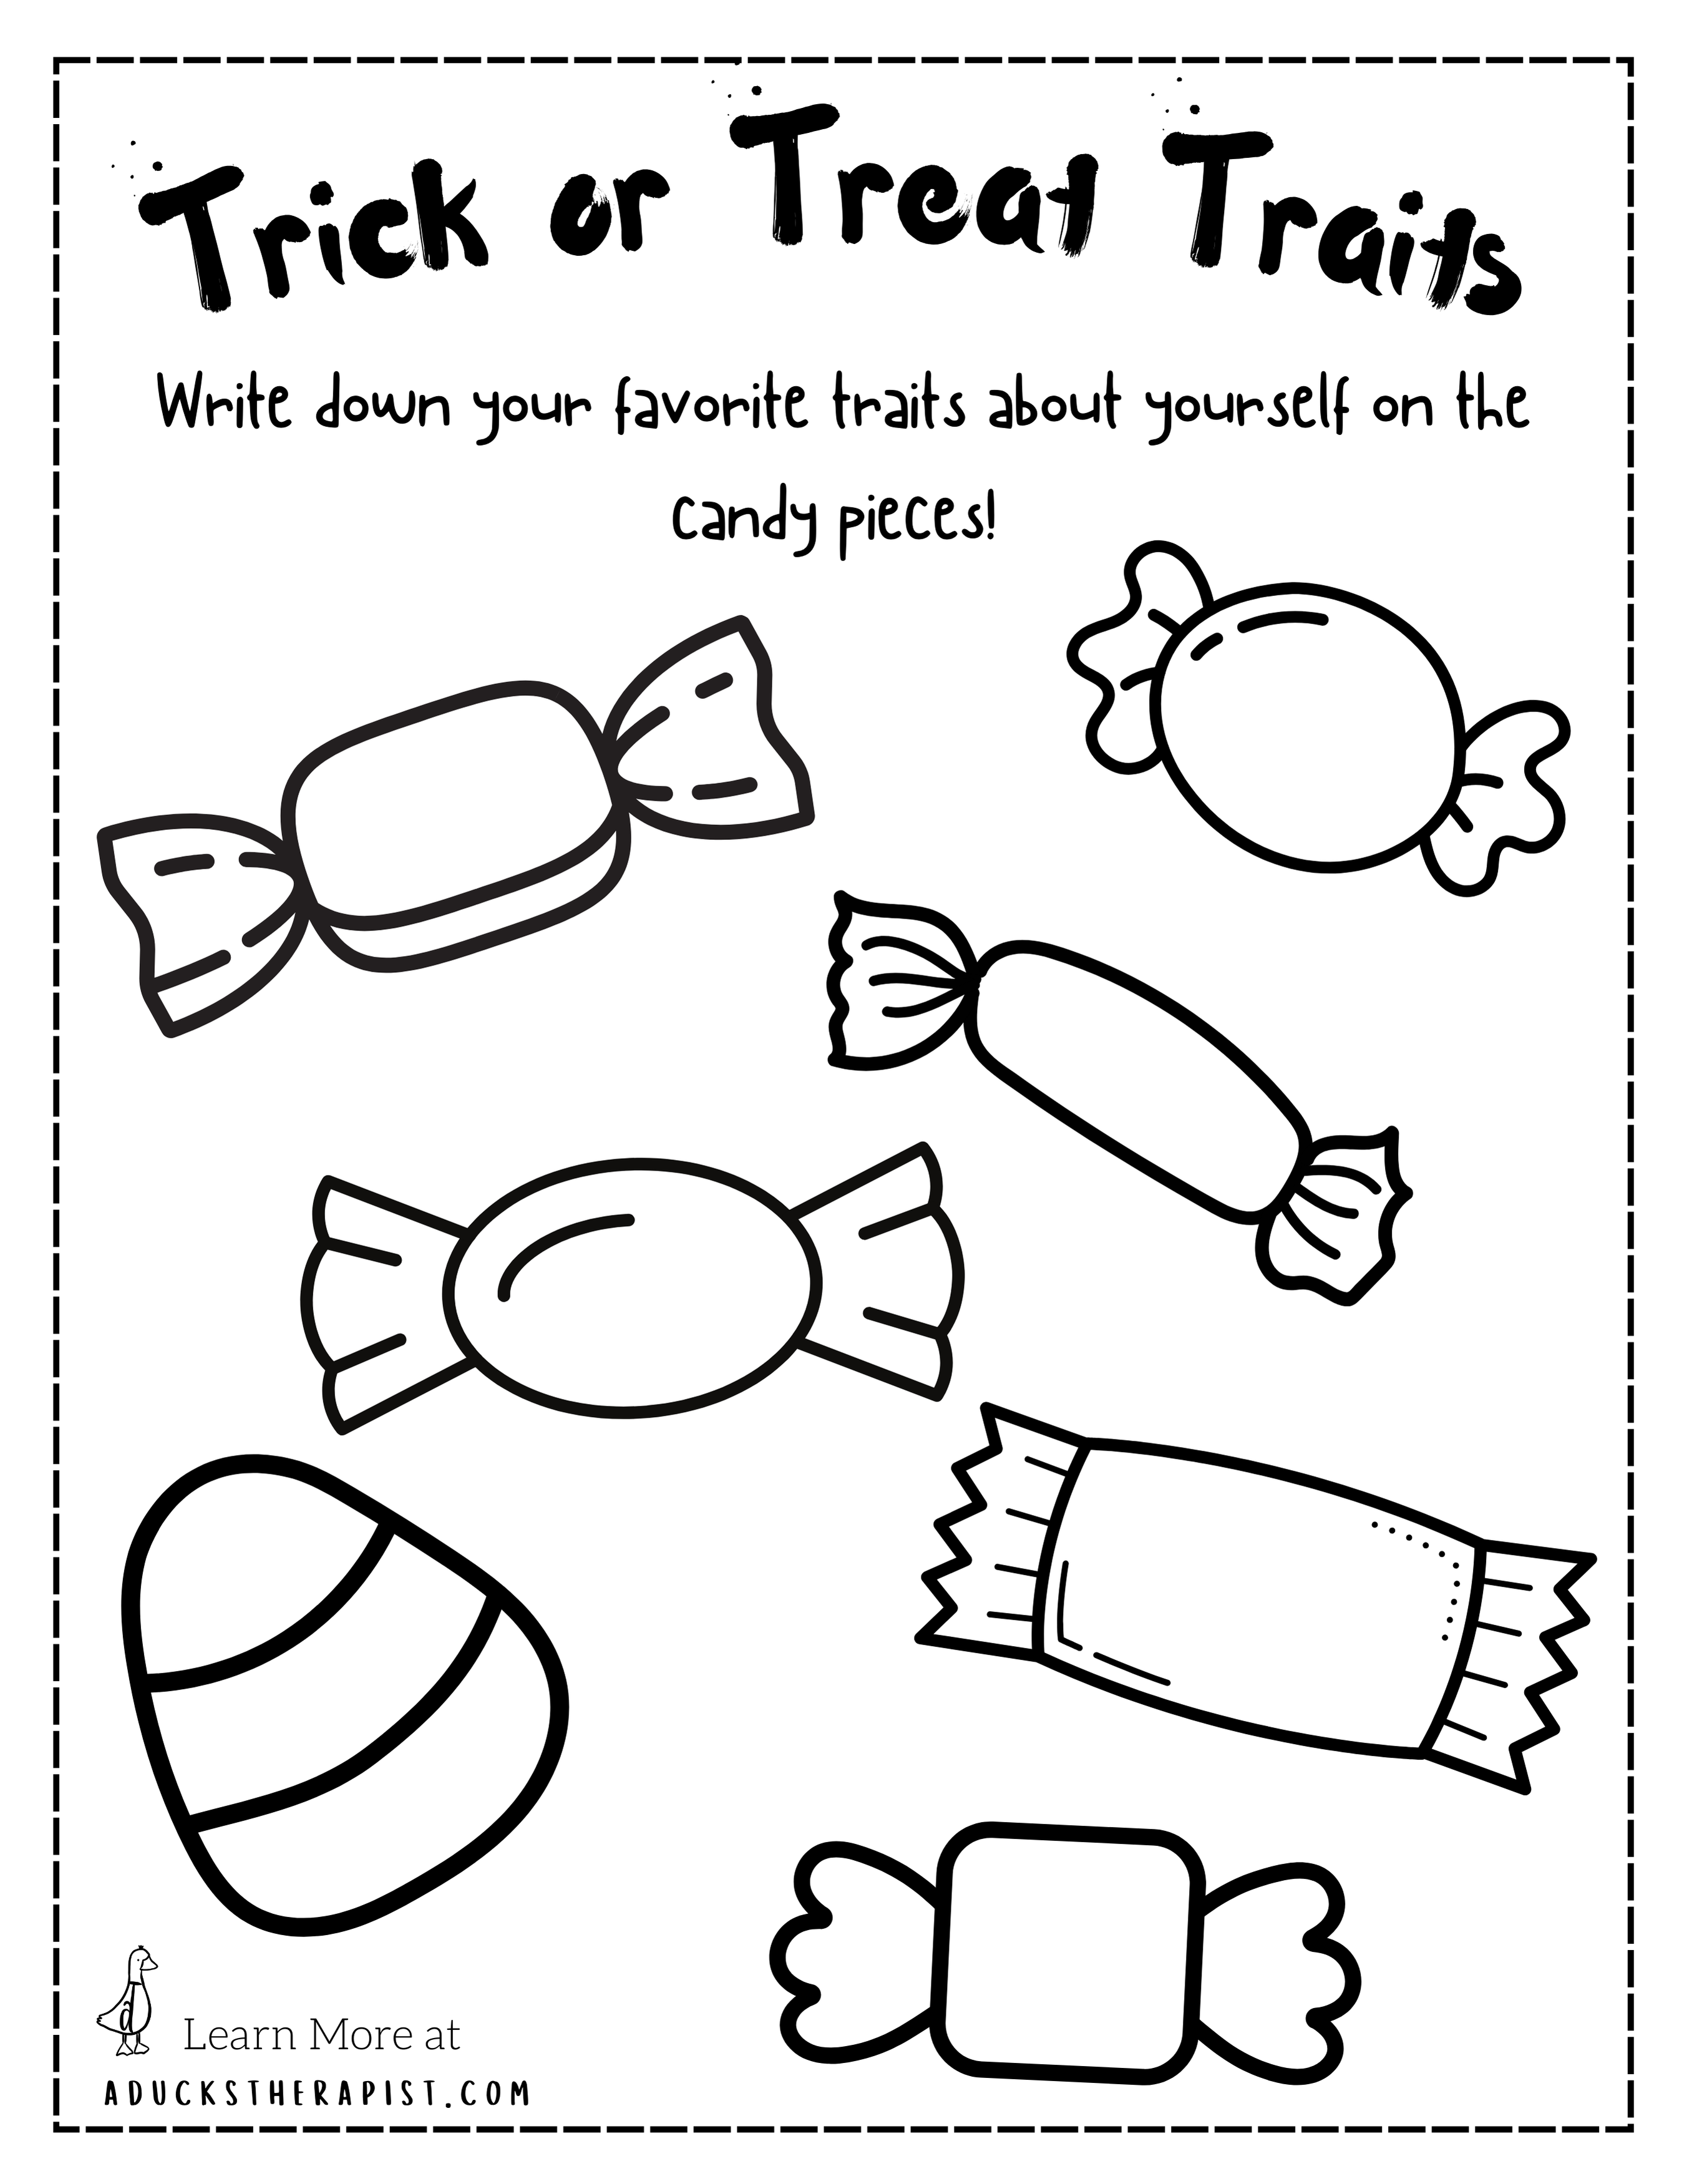 Trick or Treat Traits
Write down your favorite traits about yourself on the
candy pieces!
Learn More at
ADUCKSTHERAPIST.COM